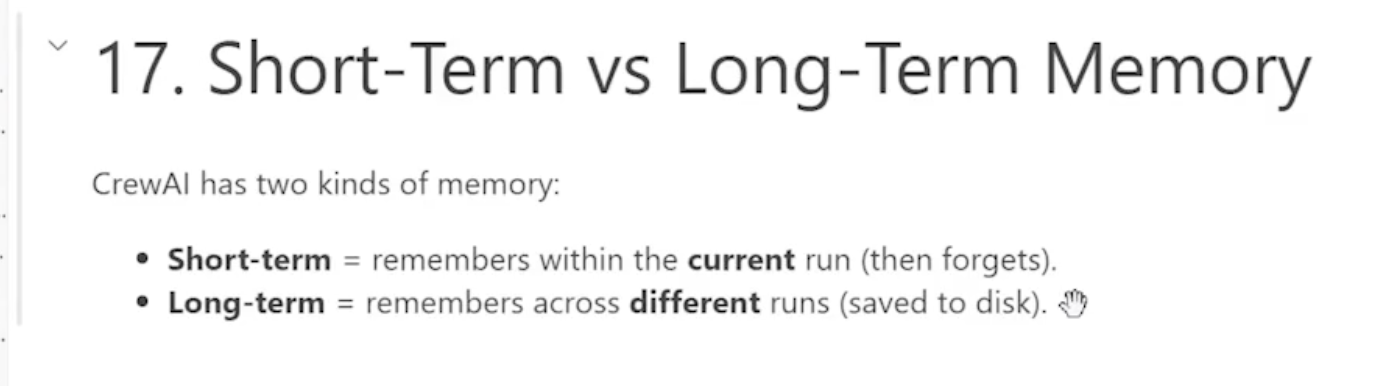 17. Short-Term vs Long-Term Memory
CrewAI has two kinds of memory:
• Short-term = remembers within the current run (then forgets).
• Long-term = remembers across different runs (saved to disk).